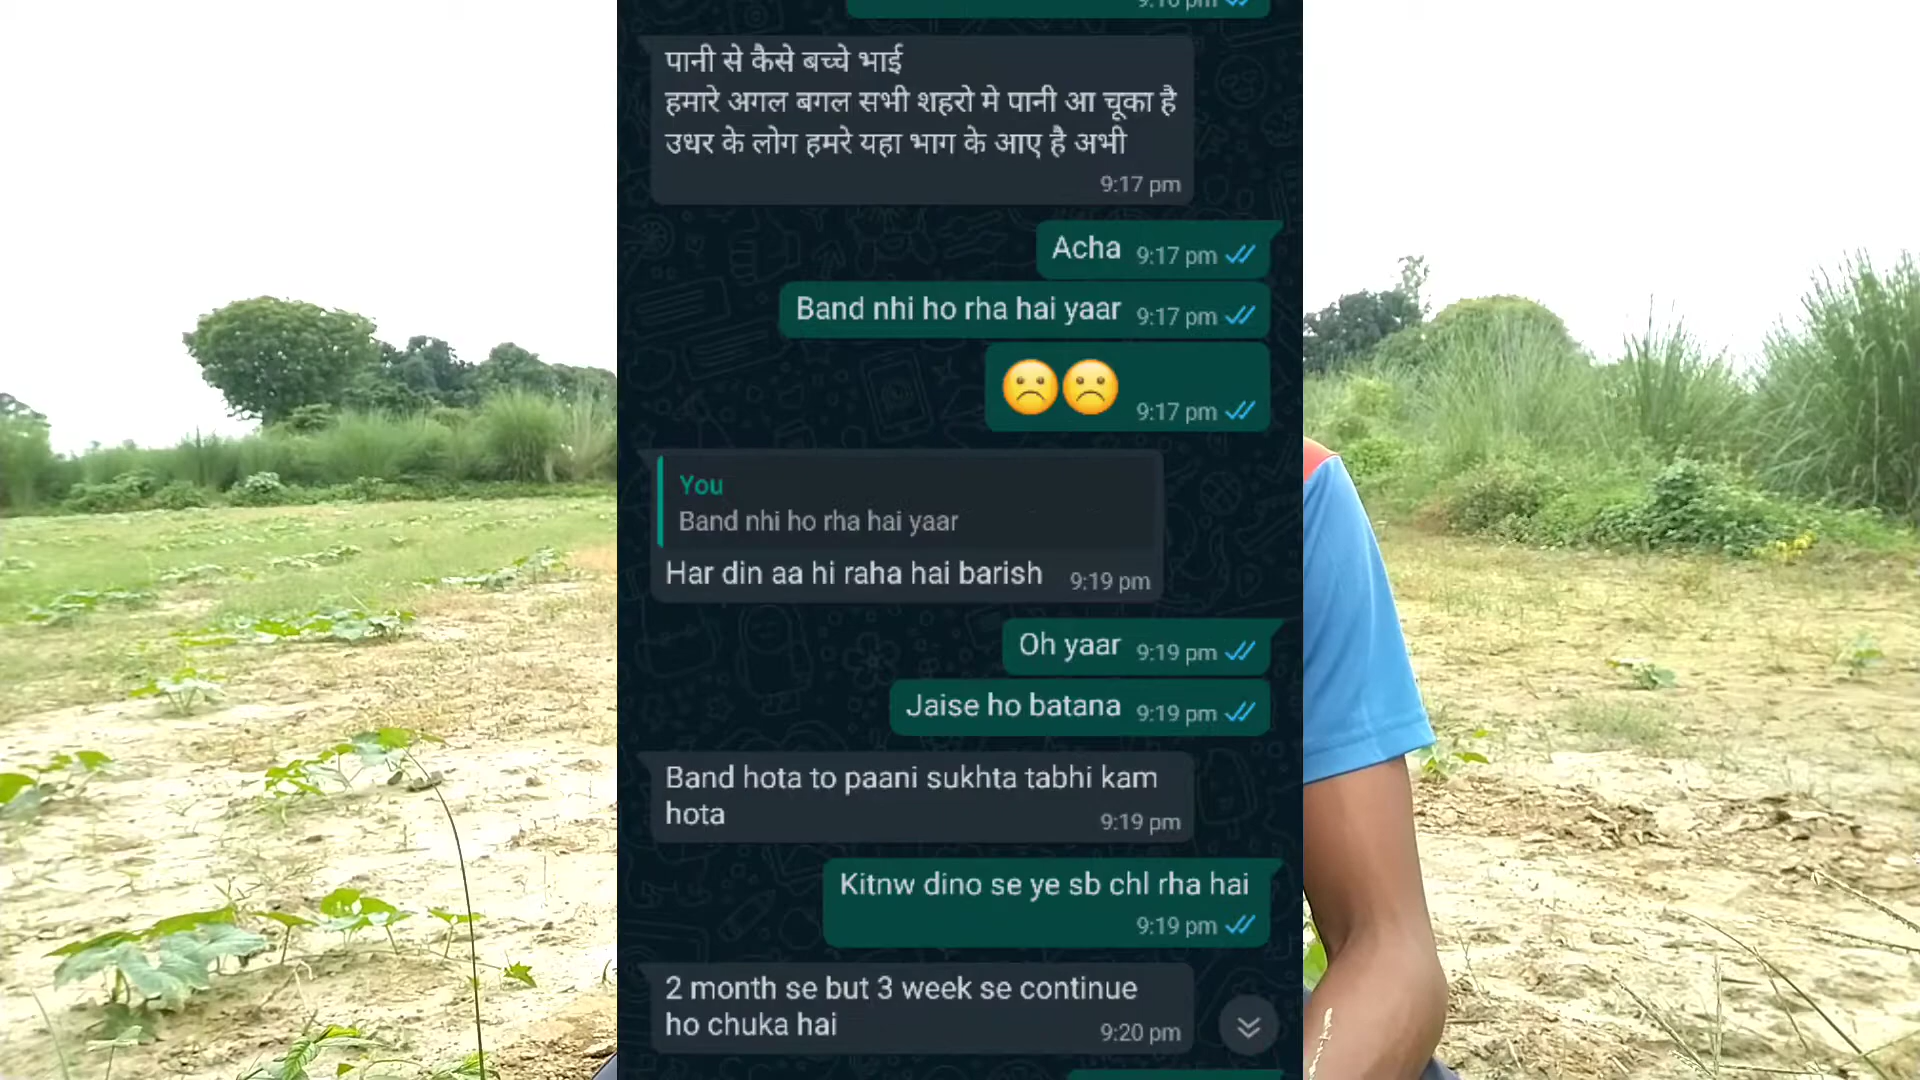 पानी से कैसे बच्चे भाई
हमारे अगल बगल सभी शहरो मे पानी आ चूका है
उधर के लोग हमरे यहा भाग के आए है अभी
9:17 pm
Acha 9:17 pm
Band nhi ho rha hai yaar 9:17 pm
☹️☹️ 9:17 pm
You
Band nhi ho rha hai yaar
Har din aa hi raha hai barish 9:19 pm
Oh yaar 9:19 pm
Jaise ho batana 9:19 pm
Band hota to paani sukhta tabhi kam
hota 9:19 pm
Kitnw dino se ye sb chl rha hai
9:19 pm
2 month se but 3 week se continue
ho chuka hai 9:20 pm